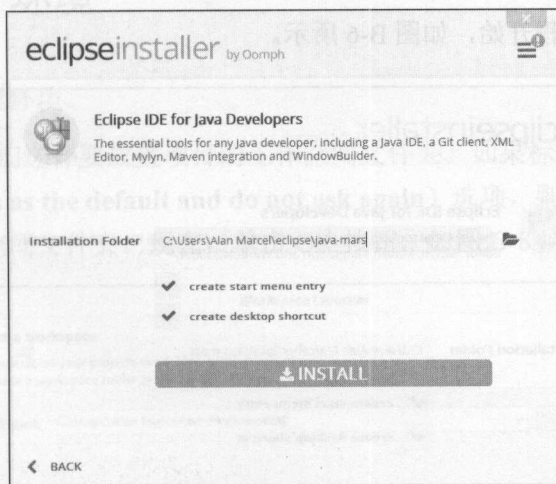 eclipseinstaller by Oomph
Eclipse IDE for Java Developers
The essential tools for any Java developer, including a Java IDE, a Git client, XML
Editor, Mylyn, Maven integration and WindowBuilder.
Installation Folder C:\Users\Alan Marcel\eclipse\java-mars
create start menu entry
create desktop shortcut
INSTALL
BACK